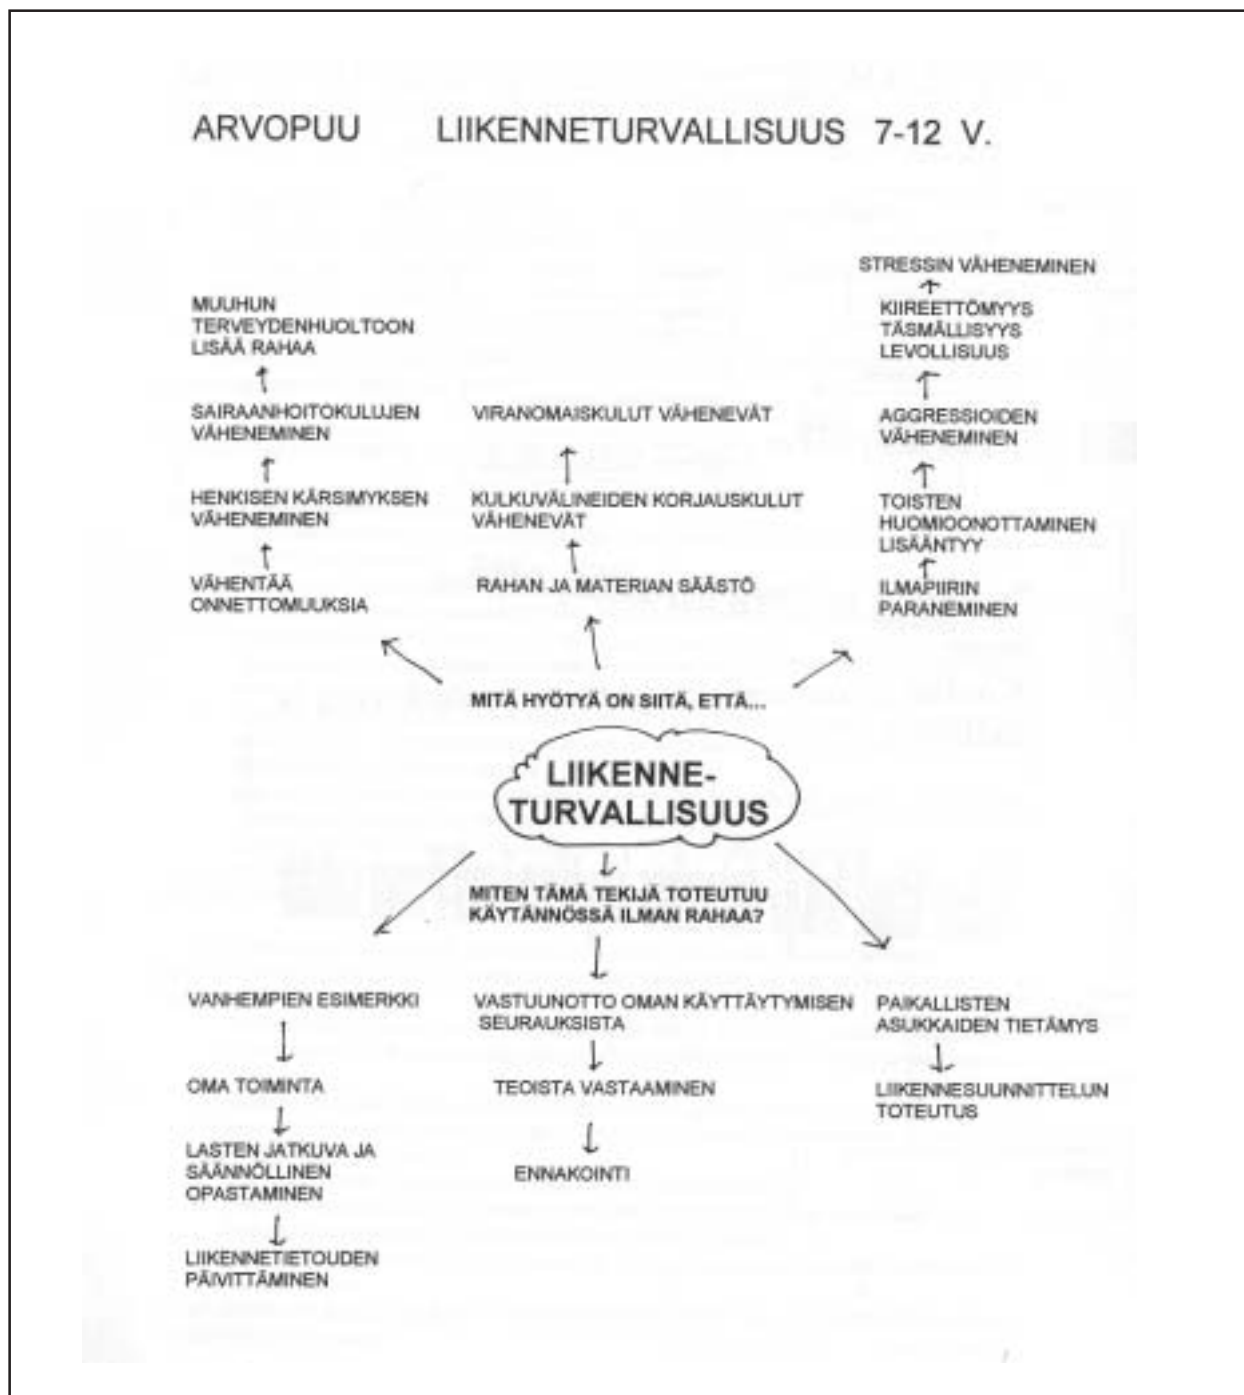 ARVOPUU LIIKENNETURVALLISUUS 7-12 V.
MUUHUN
TERVEYDENHUOLTOON
LISÄÄ RAHAA
SAIRAANHOITOKULUJEN
VÄHENEMINEN
HENKISEN KÄRSIMYKSEN
VÄHENEMINEN
VÄHENTÄÄ
ONNETTOMUUKSIA
VIRANOMAISKULUT VÄHENEVÄT
KULKUVÄLINEIDEN KORJAUSKULUT
VÄHENEVÄT
RAHAN JA MATERIAN SÄÄSTÖ
STRESSIN VÄHENEMINEN
KIIREETTÖMYYS
TÄSMÄLLISYYS
LEVOLLISUUS
AGGRESSIOIDEN
VÄHENEMINEN
TOISTEN
HUOMIOONOTTAMINEN
LISÄÄNTYY
ILMAPIIRIN
PARANEMINEN
MITÄ HYÖTYÄ ON SIITÄ, ETTÄ...
LIIKENNE-
TURVALLISUUS
MITEN TÄMÄ TEKIJÄ TOTEUTUU
KÄYTÄNNÖSSÄ ILMAN RAHAA?
VANHEMPIEN ESIMERKKI
OMA TOIMINTA
LASTEN JATKUVA JA
SÄÄNNÖLLINEN
OPASTAMINEN
LIIKENNETIETOUDEN
PÄIVITTÄMINEN
VASTUUNOTTO OMAN KÄYTTÄYTYMISEN
SEURAUKSISTA
TEOISTA VASTAAMINEN
ENNAKOINTI
PAIKALLISTEN
ASUKKAIDEN TIETÄMYS
LIIKENNESUUNNITTELUN
TOTEUTUS